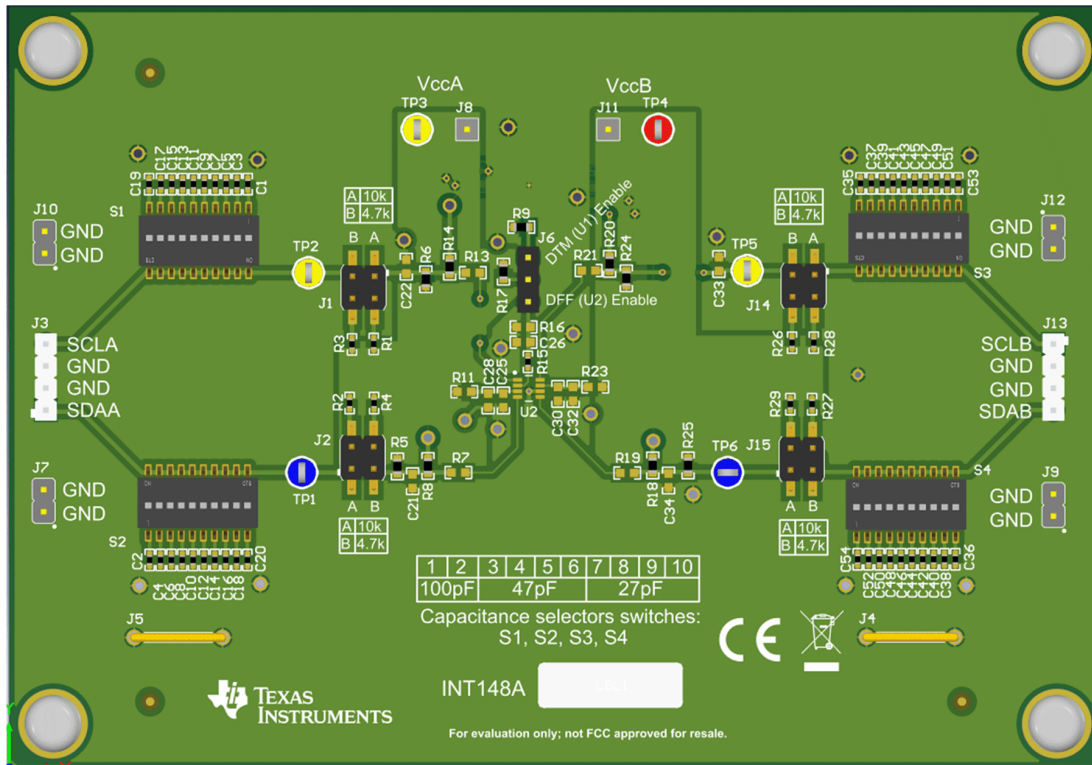 VccA
VccB
TP3
J8
J11
TP4
C19
C17
C15
C13
C11
C9
C7
C5
C3
C1
C35
C37
C39
C41
C43
C45
C47
C49
C51
C53
A 10k
B 4.7k
A 10k
B 4.7k
J10
GND
GND
S1
TP2
B A
J1
C22
R6
R14
R13
R9
J6
R17
DTM (U1) Enable
DFF (U2) Enable
R21
R20
R24
C33
TP5
B A
J14
S3
J12
GND
GND
J3
SCLA
GND
GND
SDAA
R3
R1
R2
R4
R16
C26
R15
R11
C28
C25
U2
C30
C32
R23
R26
R28
R29
R27
J13
SCLB
GND
GND
SDAB
J7
GND
GND
S2
TP1
J2
A B
R5
C21
R8
R7
R19
R18
C34
R25
TP6
J15
A B
S4
J9
GND
GND
A 10k
B 4.7k
A 10k
B 4.7k
C2
C4
C6
C8
C10
C12
C14
C16
C18
C20
C54
C52
C50
C48
C46
C44
C42
C40
C38
C36
1 2 3 4 5 6 7 8 9 10
100pF 47pF 27pF
Capacitance selectors switches:
S1, S2, S3, S4
J5
J4
CE
INT148A
TEXAS
INSTRUMENTS
For evaluation only; not FCC approved for resale.